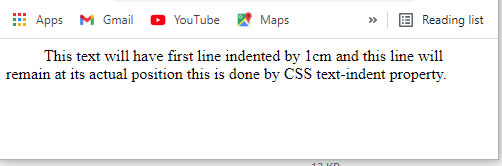 Apps Gmail YouTube Maps » Reading list
This text will have first line indented by 1cm and this line will
remain at its actual position this is done by CSS text-indent property.